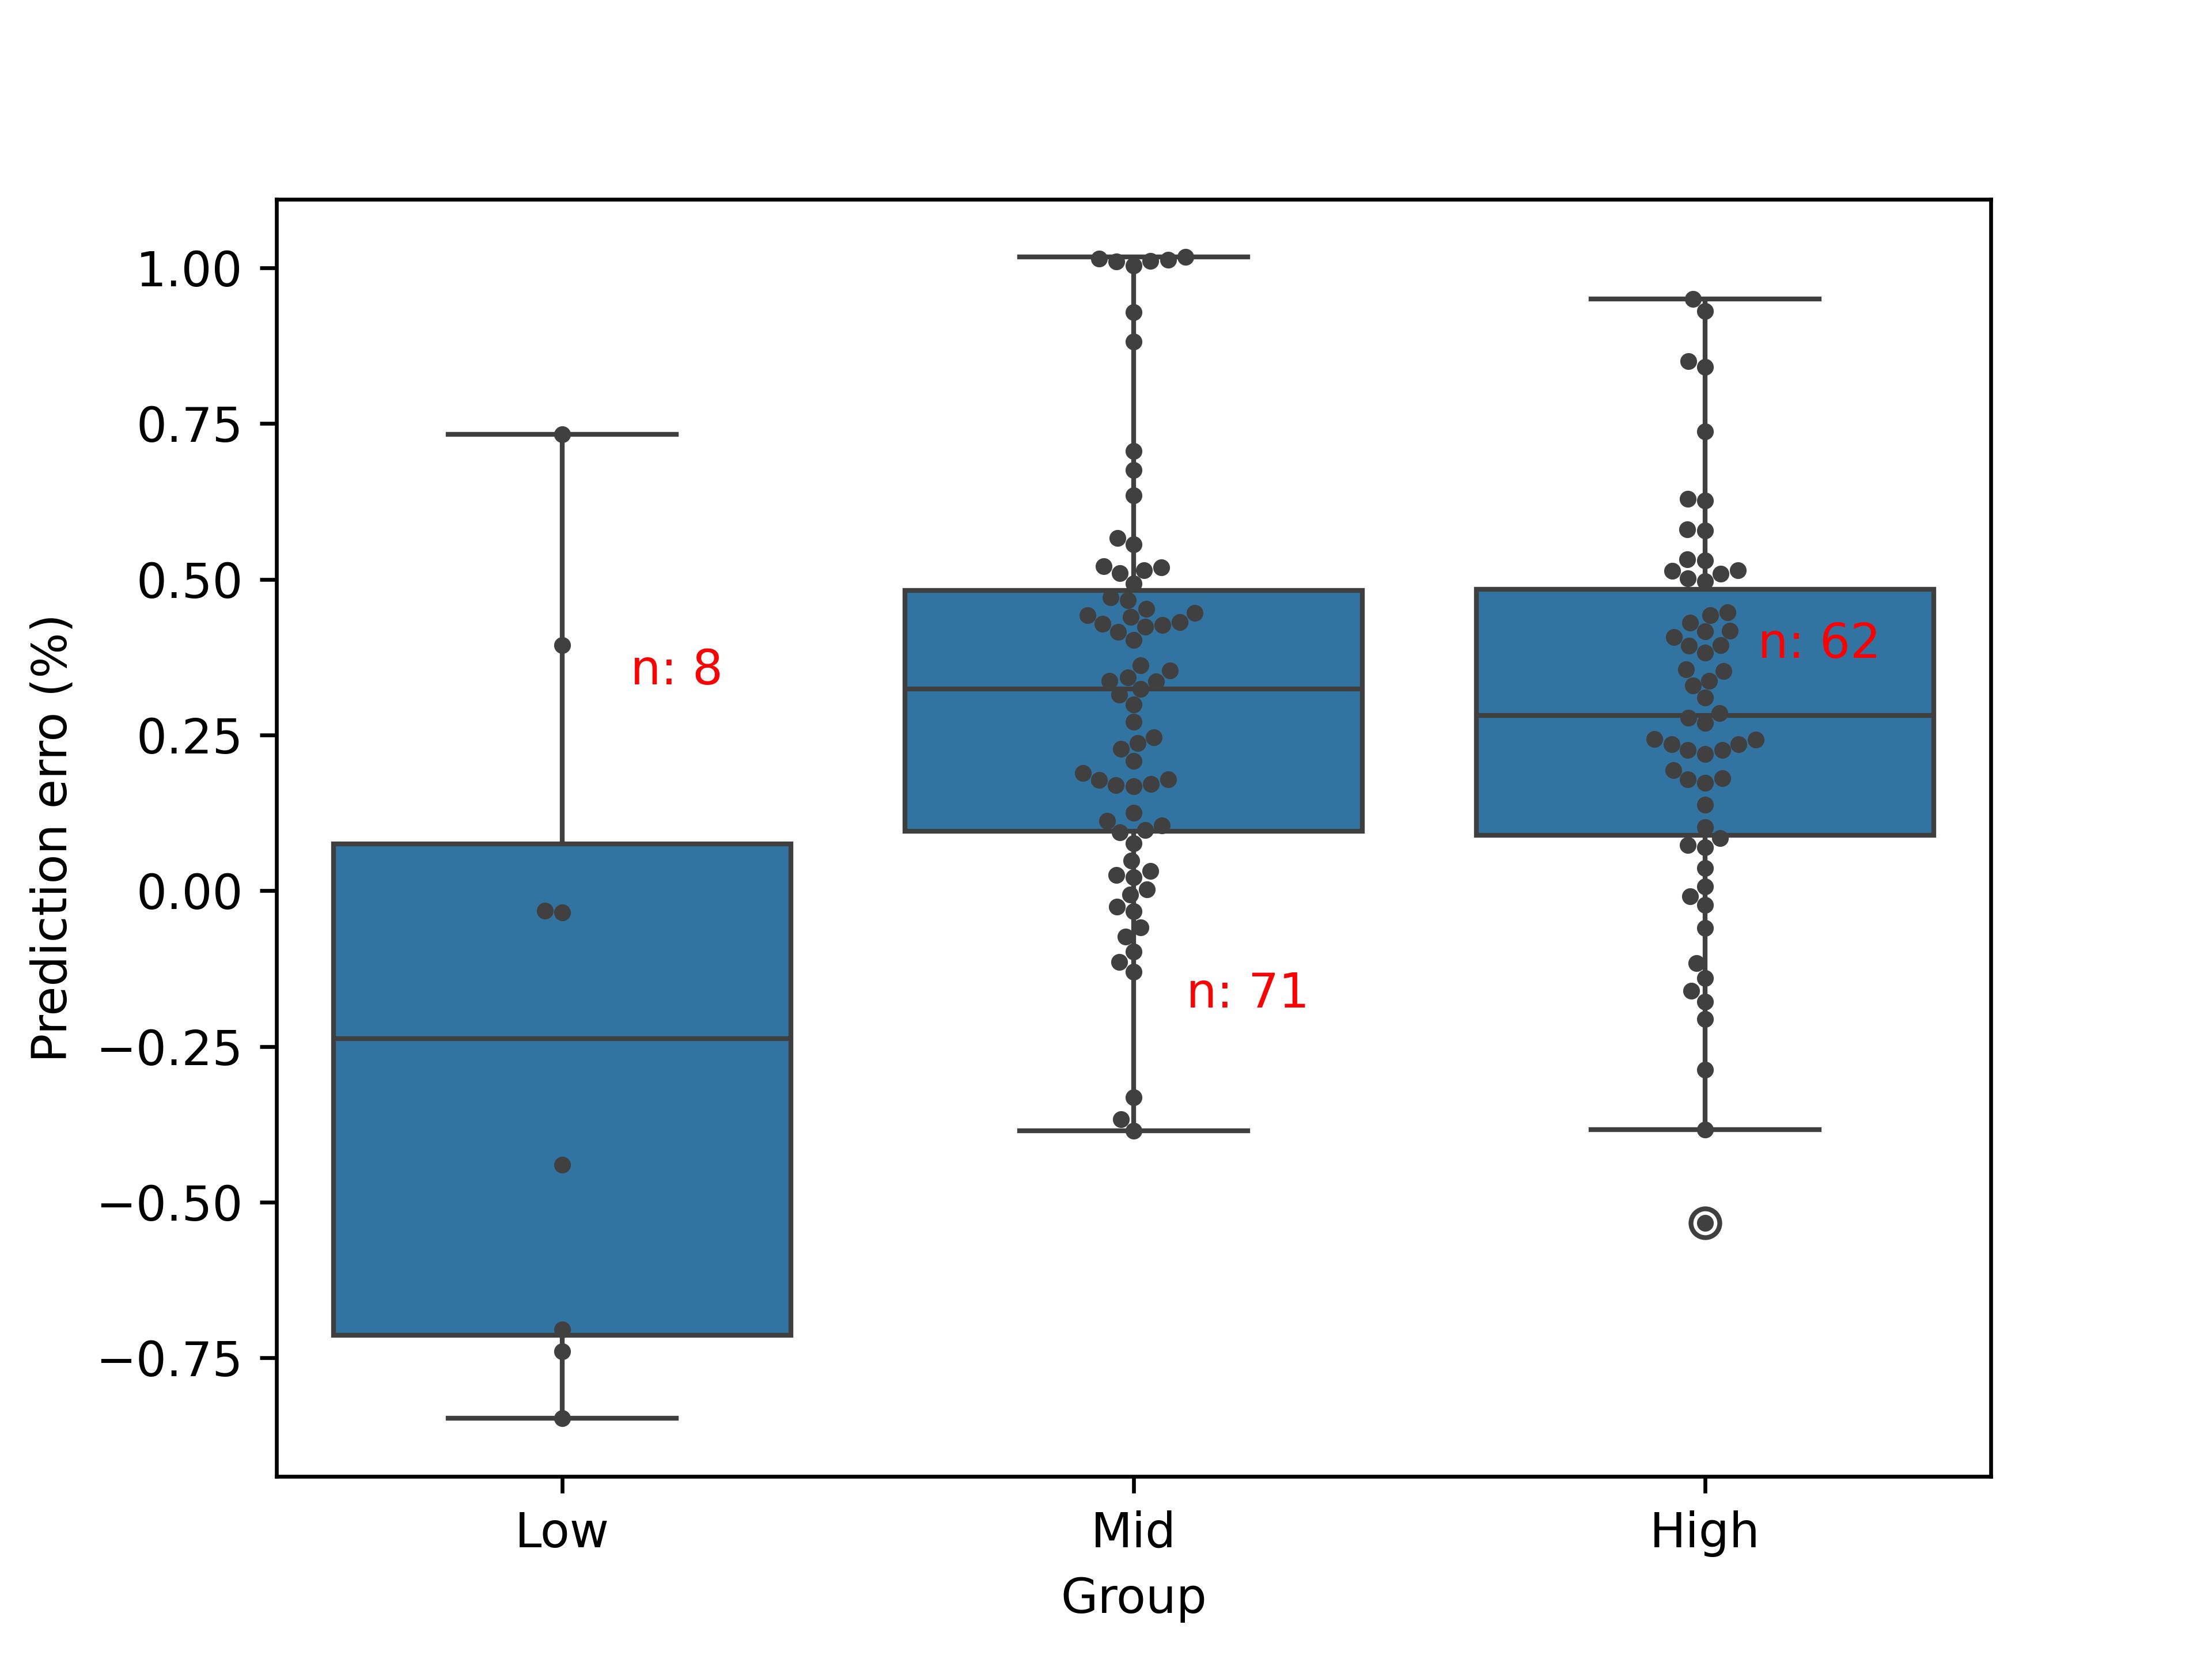 Prediction erro (%)
1.00
0.75
0.50
0.25
0.00
−0.25
−0.50
−0.75
n: 8
n: 71
n: 62
Low
Mid
High
Group